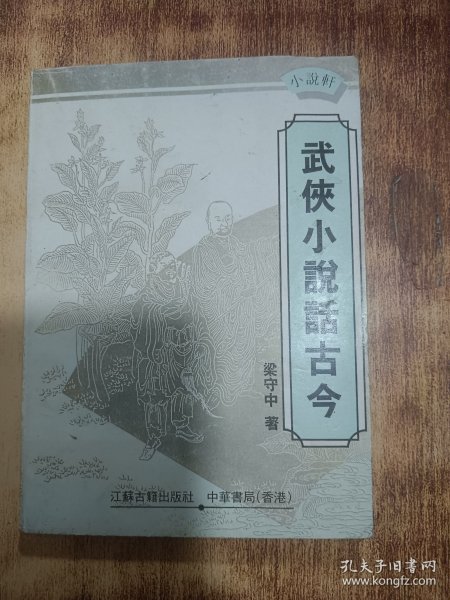 小說軒
武俠小說話古今
梁守中 著
江蘇古籍出版社 中華書局(香港)
孔夫子旧书网
www.kongfz.com